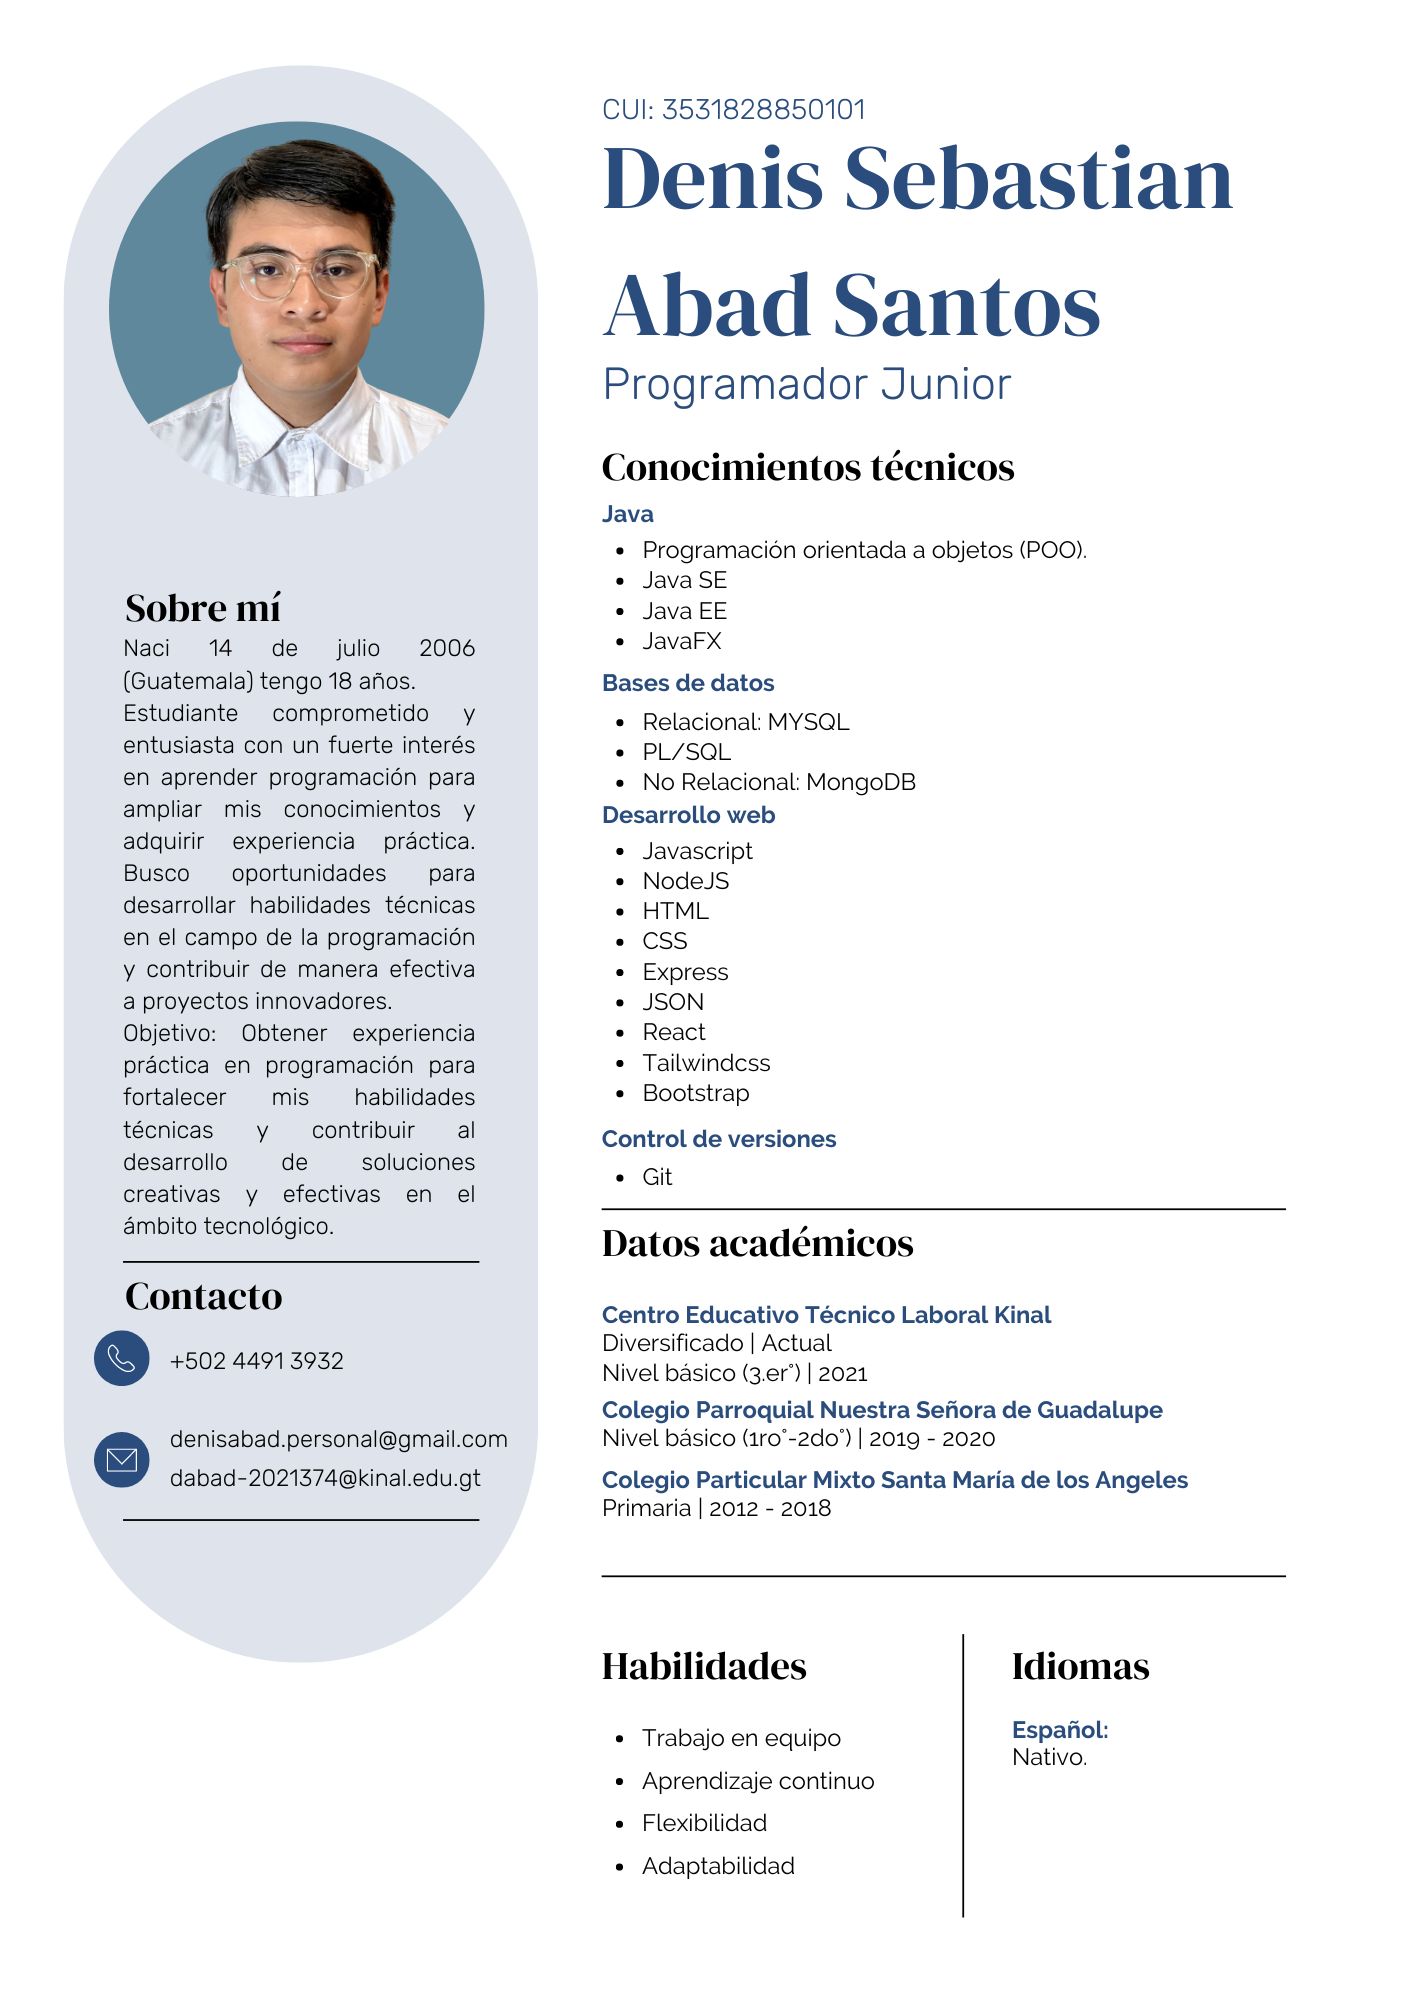 CUI: 3531828850101
Denis Sebastian
Abad Santos
Programador Junior
Sobre mí
Naci 14 de julio 2006
(Guatemala) tengo 18 años.
Estudiante comprometido y
entusiasta con un fuerte interés
en aprender programación para
ampliar mis conocimientos y
adquirir experiencia práctica.
Busco oportunidades para
desarrollar habilidades técnicas
en el campo de la programación
y contribuir de manera efectiva
a proyectos innovadores.
Objetivo: Obtener experiencia
práctica en programación para
fortalecer mis habilidades
técnicas y contribuir al
desarrollo de soluciones
creativas y efectivas en el
ámbito tecnológico.
Contacto
+502 4491 3932
denisabad.personal@gmail.com
dabad-2021374@kinal.edu.gt
Conocimientos técnicos
Java
• Programación orientada a objetos (POO).
• Java SE
• Java EE
• JavaFX
Bases de datos
• Relacional: MYSQL
• PL/SQL
• No Relacional: MongoDB
Desarrollo web
• Javascript
• NodeJS
• HTML
• CSS
• Express
• JSON
• React
• Tailwindcss
• Bootstrap
Control de versiones
• Git
Datos académicos
Centro Educativo Técnico Laboral Kinal
Diversificado | Actual
Nivel básico (3.er°) | 2021
Colegio Parroquial Nuestra Señora de Guadalupe
Nivel básico (1ro°-2do°) | 2019 - 2020
Colegio Particular Mixto Santa María de los Angeles
Primaria | 2012 - 2018
Habilidades
• Trabajo en equipo
• Aprendizaje continuo
• Flexibilidad
• Adaptabilidad
Idiomas
Español:
Nativo.